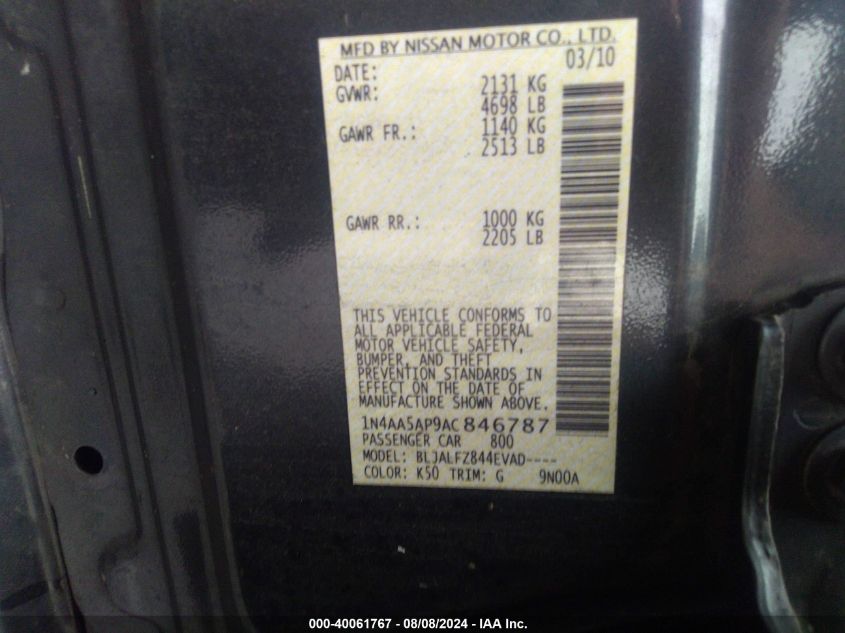 MFD BY NISSAN MOTOR CO., LTD.
DATE: 03/10
GVWR: 2131 KG
4698 LB
GAWR FR.: 1140 KG
2513 LB
GAWR RR.: 1000 KG
2205 LB
THIS VEHICLE CONFORMS TO
ALL APPLICABLE FEDERAL
MOTOR VEHICLE SAFETY,
BUMPER, AND THEFT
PREVENTION STANDARDS IN
EFFECT ON THE DATE OF
MANUFACTURE SHOWN ABOVE.
1N4AA5AP9AC846787
PASSENGER CAR 800
MODEL: BLJALFZ844EVAD----
COLOR: K50 TRIM: G 9N00A
000-40061767 - 08/08/2024 - IAA Inc.